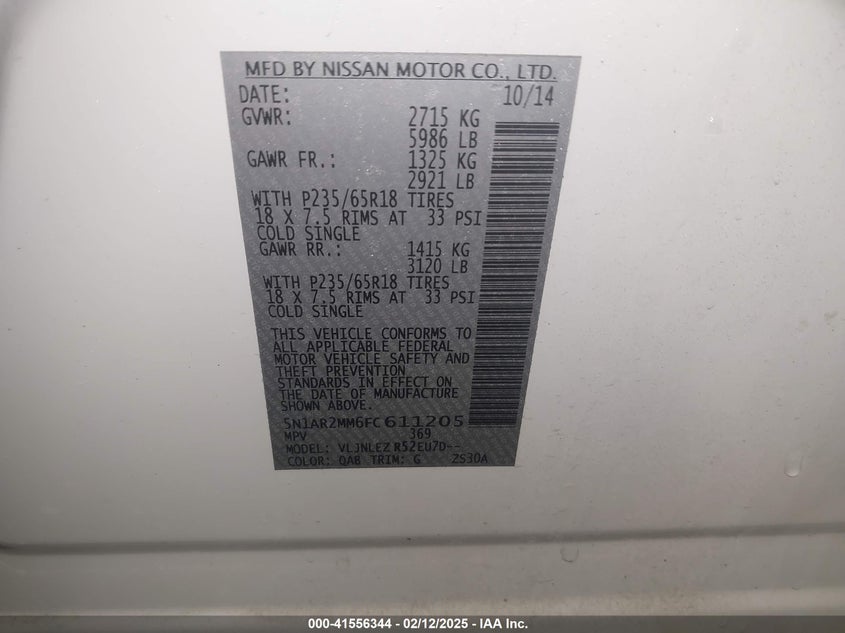 MFD BY NISSAN MOTOR CO., LTD.
DATE: 10/14
GVWR: 2715 KG
5986 LB
GAWR FR.: 1325 KG
2921 LB
WITH P235/65R18 TIRES
18 X 7.5 RIMS AT 33 PSI
COLD SINGLE
GAWR RR.: 1415 KG
3120 LB
WITH P235/65R18 TIRES
18 X 7.5 RIMS AT 33 PSI
COLD SINGLE
THIS VEHICLE CONFORMS TO
ALL APPLICABLE FEDERAL
MOTOR VEHICLE SAFETY AND
THEFT PREVENTION
STANDARDS IN EFFECT ON
THE DATE OF MANUFACTURE
SHOWN ABOVE.
5N1AR2MM6FC611205
MPV 369
MODEL: VLJNLEZ R52EU7D--
COLOR: QAB TRIM: G 2S30A
000-41556344 — 02/12/2025 — IAA Inc.